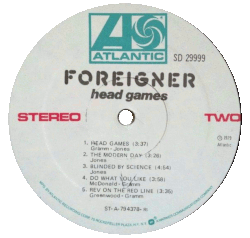 ATLANTIC
SD 29999
FOREIGNER
head games
STEREO
TWO
1. HEAD GAMES (3:37)
Gramm - Jones
2. THE MODERN DAY (3:26)
Jones
3. BLINDED BY SCIENCE (4:54)
Jones
4. DO WHAT YOU LIKE (3:58)
McDonald - Gramm
5. REV ON THE RED LINE (3:35)
Greenwood - Gramm